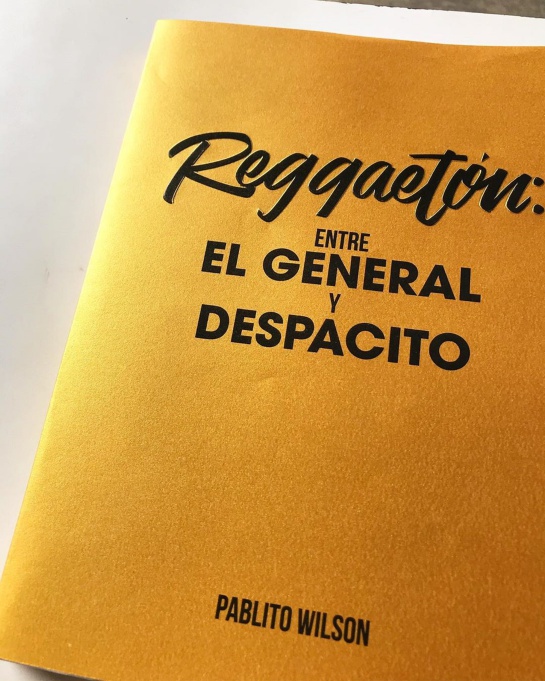 Reggaetón:
ENTRE
EL GENERAL
Y
DESPACITO
PABLITO WILSON